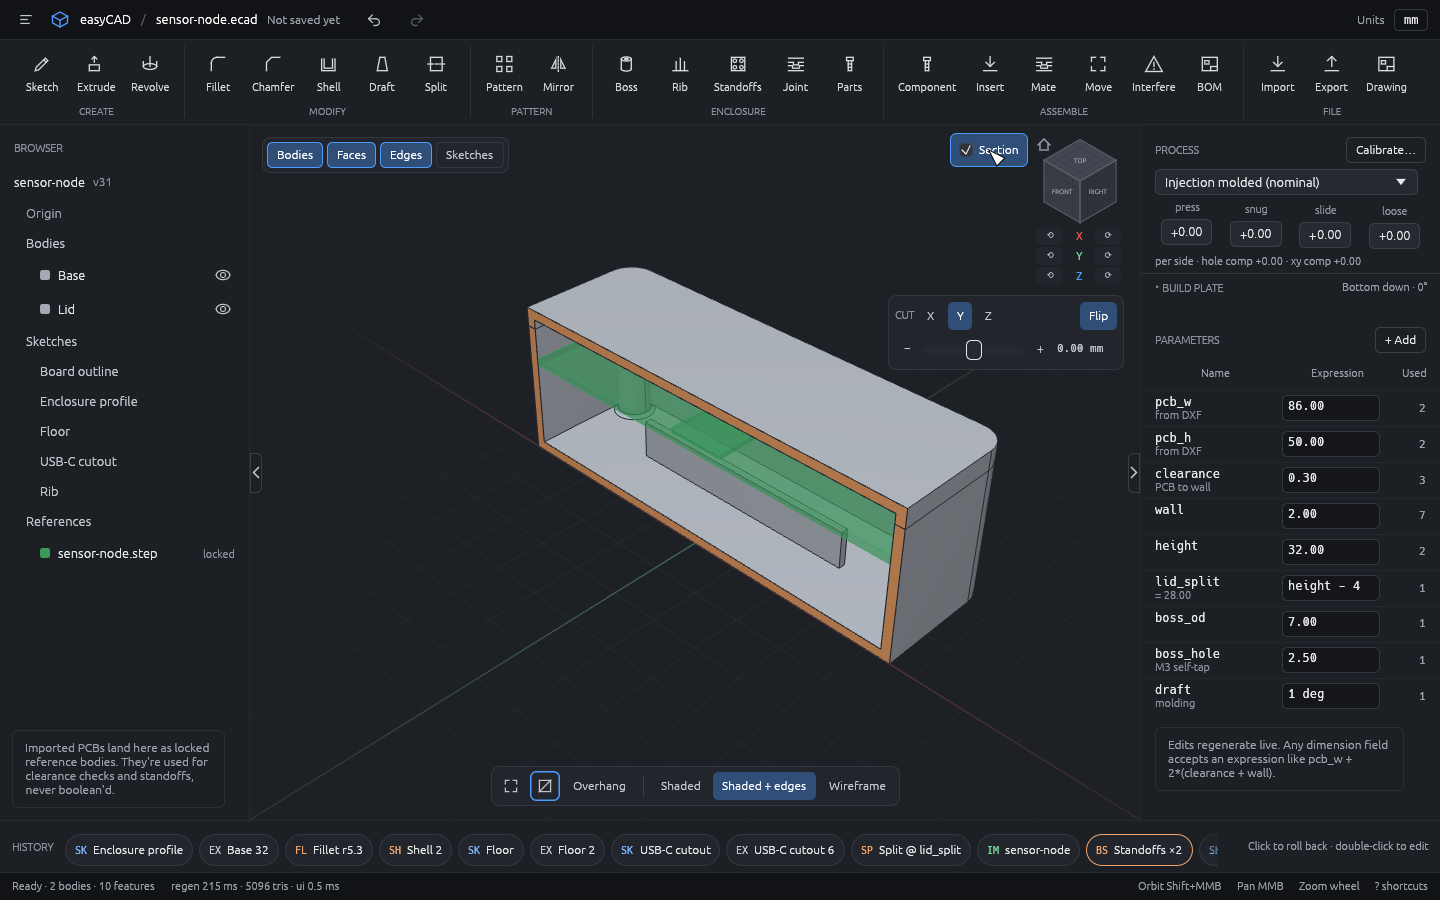 easyCAD / sensor-node.ecad Not saved yet
Units mm
Sketch Extrude Revolve
CREATE
Fillet Chamfer Shell Draft Split
MODIFY
Pattern Mirror
PATTERN
Boss Rib Standoffs Joint Parts
ENCLOSURE
Component Insert Mate Move Interfere BOM
ASSEMBLE
Import Export Drawing
FILE
BROWSER
sensor-node v31
Origin
Bodies
Base
Lid
Sketches
Board outline
Enclosure profile
Floor
USB-C cutout
Rib
References
sensor-node.step locked
Imported PCBs land here as locked
reference bodies. They're used for
clearance checks and standoffs,
never boolean'd.
Bodies Faces Edges Sketches
Section
TOP
FRONT RIGHT
X
Y
Z
CUT X Y Z Flip
− + 0.00 mm
Overhang Shaded Shaded + edges Wireframe
PROCESS Calibrate...
Injection molded (nominal)
press snug slide loose
+0.00 +0.00 +0.00 +0.00
per side · hole comp +0.00 · xy comp +0.00
BUILD PLATE Bottom down · 0°
PARAMETERS + Add
Name Expression Used
pcb_w 86.00 2
from DXF
pcb_h 50.00 2
from DXF
clearance 0.30 3
PCB to wall
wall 2.00 7
height 32.00 2
lid_split height - 4 1
= 28.00
boss_od 7.00 1
boss_hole 2.50 1
M3 self-tap
draft 1 deg 1
molding
Edits regenerate live. Any dimension field
accepts an expression like pcb_w +
2*(clearance + wall).
HISTORY SK Enclosure profile EX Base 32 FL Fillet r5.3 SH Shell 2 SK Floor EX Floor 2 SK USB-C cutout EX USB-C cutout 6 SP Split @ lid_split IM sensor-node BS Standoffs ×2 Click to roll back · double-click to edit
Ready · 2 bodies · 10 features regen 215 ms · 5096 tris · ui 0.5 ms
Orbit Shift+MMB Pan MMB Zoom wheel ? shortcuts